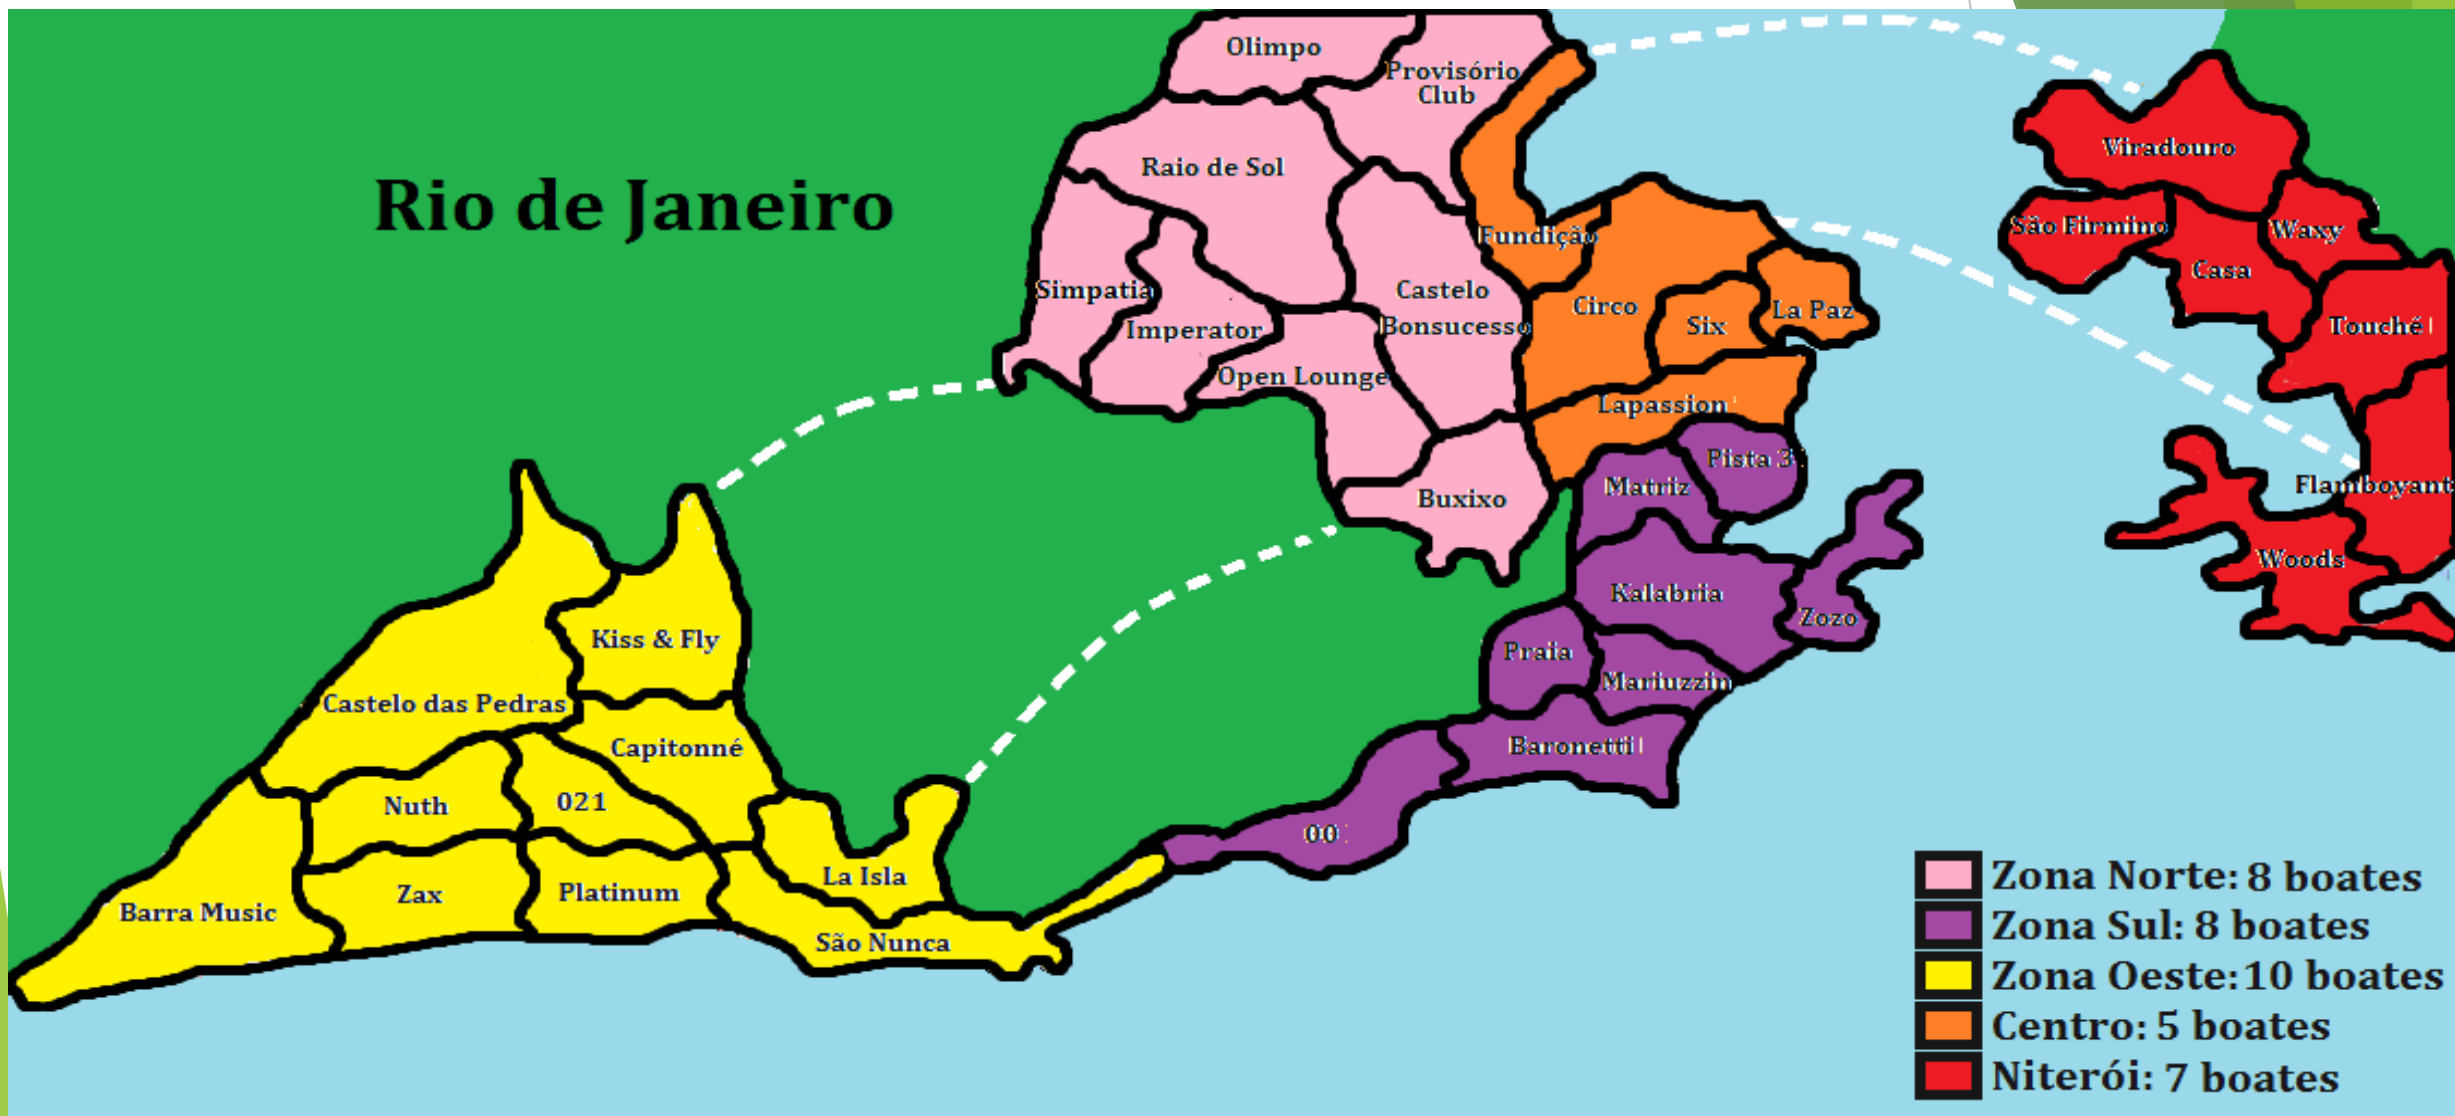 Rio de Janeiro
Olimpo
Provisório
Club
Raio de Sol
Simpatia
Imperator
Castelo
Bonsucesso
Open Lounge
Buxixo
Fundição
Circo
Six
La Paz
Lapassion
Viradouro
São Firmino
Waxy
Casa
Touché
Flamboyant
Woods
Pista 3
Matriz
Kalabria
Zozo
Praia
Mariuzzin
Baronetti
00
Kiss & Fly
Castelo das Pedras
Capitonné
Nuth
021
Zax
Platinum
La Isla
Barra Music
São Nunca
Zona Norte: 8 boates
Zona Sul: 8 boates
Zona Oeste: 10 boates
Centro: 5 boates
Niterói: 7 boates